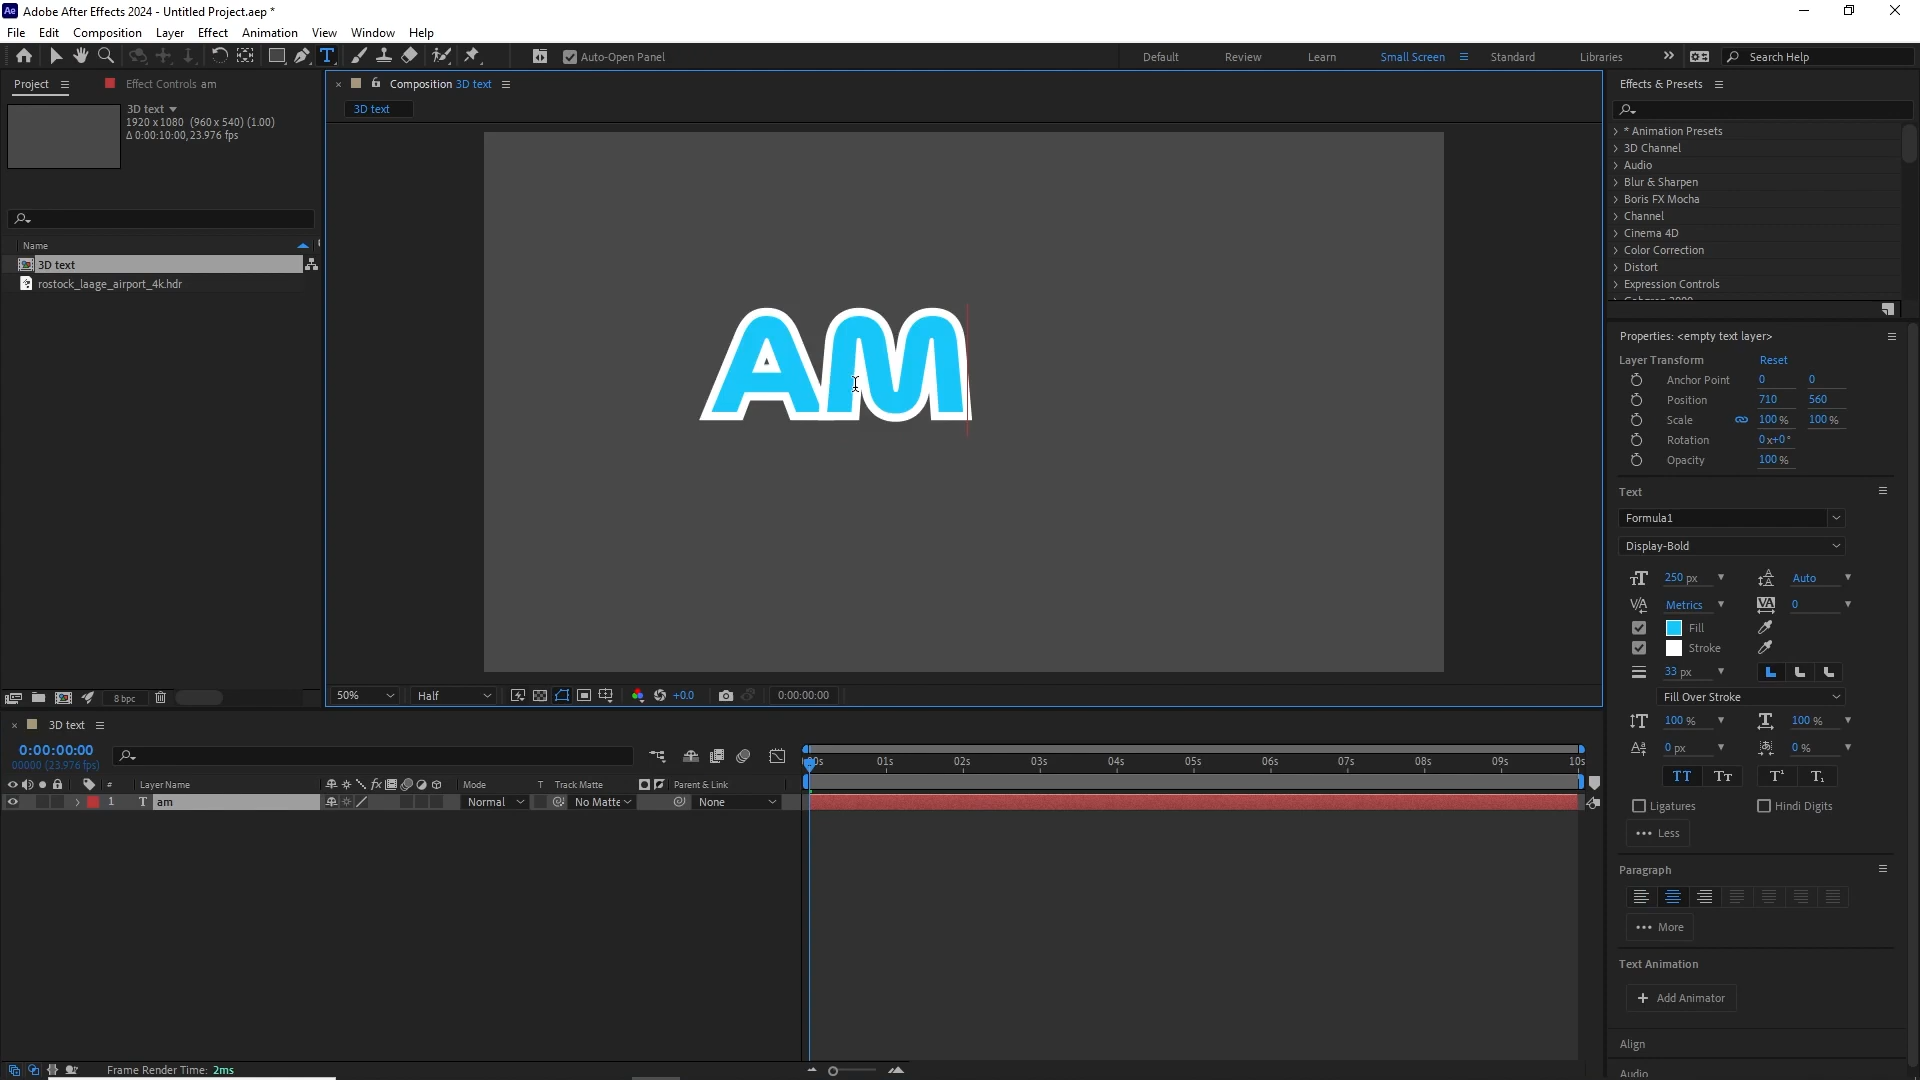 Ae Adobe After Effects 2024 - Untitled Project.aep *
File Edit Composition Layer Effect Animation View Window Help
Auto-Open Panel
Default Review Learn Small Screen Standard Libraries Search Help
Project
Effect Controls am
3D text
1920 x 1080 (960 x 540) (1.00)
Δ 0:00:10:00, 23.976 fps
Name
3D text
rostock_laage_airport_4k.hdr
8 bpc
Composition 3D text
3D text
AM
50%
Half
+0.0
0:00:00:00
Effects & Presets
* Animation Presets
3D Channel
Audio
Blur & Sharpen
Boris FX Mocha
Channel
Cinema 4D
Color Correction
Distort
Expression Controls
Properties: <empty text layer>
Layer Transform Reset
Anchor Point 0 0
Position 710 560
Scale 100 % 100 %
Rotation 0x+0°
Opacity 100 %
Text
Formula1
Display-Bold
250 px Auto
Metrics 0
Fill
Stroke
33 px
Fill Over Stroke
100 % 100 %
0 px 0 %
TT Tт T¹ T₁
Ligatures Hindi Digits
Less
Paragraph
More
Text Animation
Add Animator
Align
Audio
3D text
0:00:00:00
00000 (23.976 fps)
# Layer Name Mode T Track Matte Parent & Link
1 T am Normal No Matte None
00s 01s 02s 03s 04s 05s 06s 07s 08s 09s 10s
Frame Render Time: 2ms